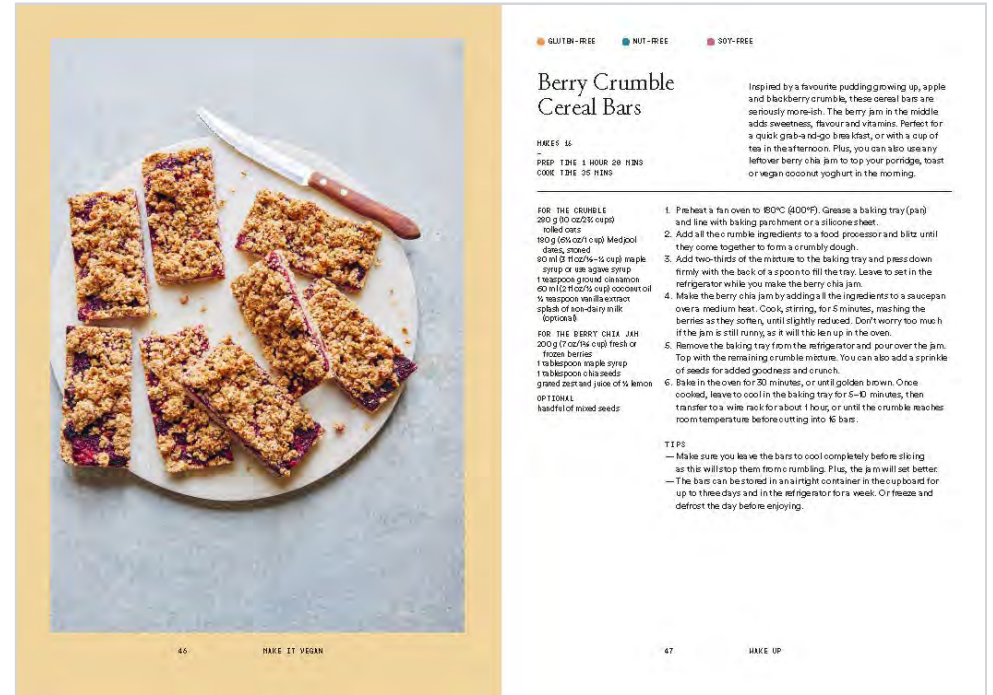 GLUTEN-FREE NUT-FREE SOY-FREE
Berry Crumble
Cereal Bars
MAKES 16
–
PREP TIME 1 HOUR 20 MINS
COOK TIME 35 MINS
Inspired by a favourite pudding growing up, apple
and blackberry crumble, these cereal bars are
seriously more-ish. The berry jam in the middle
adds sweetness, flavour and vitamins. Perfect for
a quick grab-and-go breakfast, or with a cup of
tea in the afternoon. Plus, you can also use any
leftover berry chia jam to top your porridge, toast
or vegan coconut yoghurt in the morning.
FOR THE CRUMBLE
280 g (10 oz/2¾ cups)
rolled oats
180 g (6¼ oz/1 cup) Medjool
dates, stoned
90 ml (3 fl oz/ cup) maple
syrup or use agave syrup
1 teaspoon ground cinnamon
60 ml (2 fl oz/¼ cup) coconut oil
teaspoon vanilla extract
splash of non-dairy milk
(optional)
FOR THE BERRY CHIA JAM
200 g (7 oz/ cup) fresh or
frozen berries
1 tablespoon maple syrup
1 tablespoon chia seeds
grated zest and juice of ½ lemon
OPTIONAL
handful of mixed seeds
1. Preheat a fan oven to 180°C (400°F). Grease a baking tray (pan)
and line with baking parchment or a silicone sheet.
2. Add all the crumble ingredients to a food processor and blitz until
they come together to form a crumbly dough.
3. Add two-thirds of the mixture to the baking tray and press down
firmly with the back of a spoon to fill the tray. Leave to set in the
refrigerator while you make the berry chia jam.
4. Make the berry chia jam by adding all the ingredients to a saucepan
over a medium heat. Cook, stirring, for 5 minutes, mashing the
berries as they soften, until slightly reduced. Don't worry too much
if the jam is still runny, as it will thicken up in the oven.
5. Remove the baking tray from the refrigerator and pour over the jam.
Top with the remaining crumble mixture. You can also add a sprinkle
of seeds for added goodness and crunch.
6. Bake in the oven for 30 minutes, or until golden brown. Once
cooked, leave to cool in the baking tray for 5–10 minutes, then
transfer to a wire rack for about 1 hour, or until the crumble reaches
room temperature before cutting into 16 bars.
TIPS
— Make sure you leave the bars to cool completely before slicing
as this will stop them from crumbling. Plus, the jam will set better.
— The bars can be stored in an airtight container in the cupboard for
up to three days and in the refrigerator for a week. Or freeze and
defrost the day before enjoying.
46 MAKE IT VEGAN
47 WAKE UP